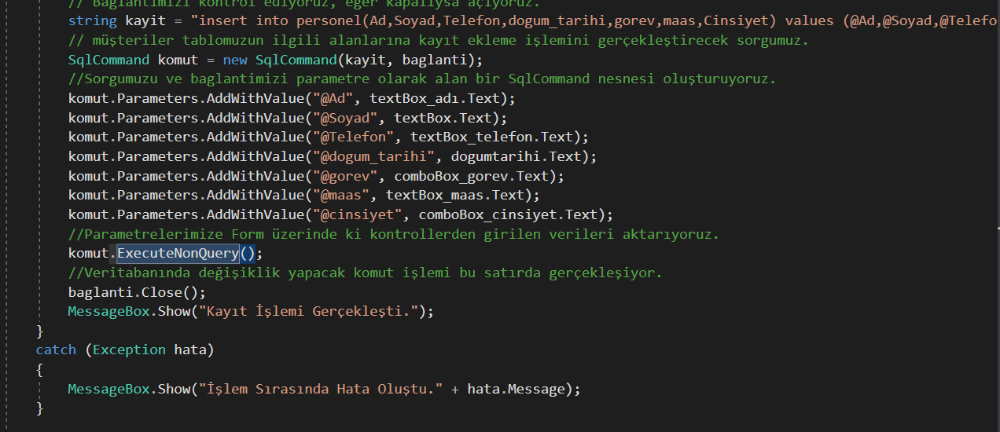 // Baglantimizi kontrol ediyoruz, eğer kapalıysa açıyoruz.
string kayit = "insert into personel(Ad,Soyad,Telefon,dogum_tarihi,gorev,maas,Cinsiyet) values (@Ad,@Soyad,@Telefo
// müşteriler tablomuzun ilgili alanlarına kayıt ekleme işlemini gerçekleştirecek sorgumuz.
SqlCommand komut = new SqlCommand(kayit, baglanti);
//Sorgumuzu ve baglantimizi parametre olarak alan bir SqlCommand nesnesi oluşturuyoruz.
komut.Parameters.AddWithValue("@Ad", textBox_adı.Text);
komut.Parameters.AddWithValue("@Soyad", textBox.Text);
komut.Parameters.AddWithValue("@Telefon", textBox_telefon.Text);
komut.Parameters.AddWithValue("@dogum_tarihi", dogumtarihi.Text);
komut.Parameters.AddWithValue("@gorev", comboBox_gorev.Text);
komut.Parameters.AddWithValue("@maas", textBox_maas.Text);
komut.Parameters.AddWithValue("@cinsiyet", comboBox_cinsiyet.Text);
//Parametrelerimize Form üzerinde ki kontrollerden girilen verileri aktarıyoruz.
komut.ExecuteNonQuery();
//Veritabanında değişiklik yapacak komut işlemi bu satırda gerçekleşiyor.
baglanti.Close();
MessageBox.Show("Kayıt İşlemi Gerçekleşti.");
}
catch (Exception hata)
{
MessageBox.Show("İşlem Sırasında Hata Oluştu." + hata.Message);
}